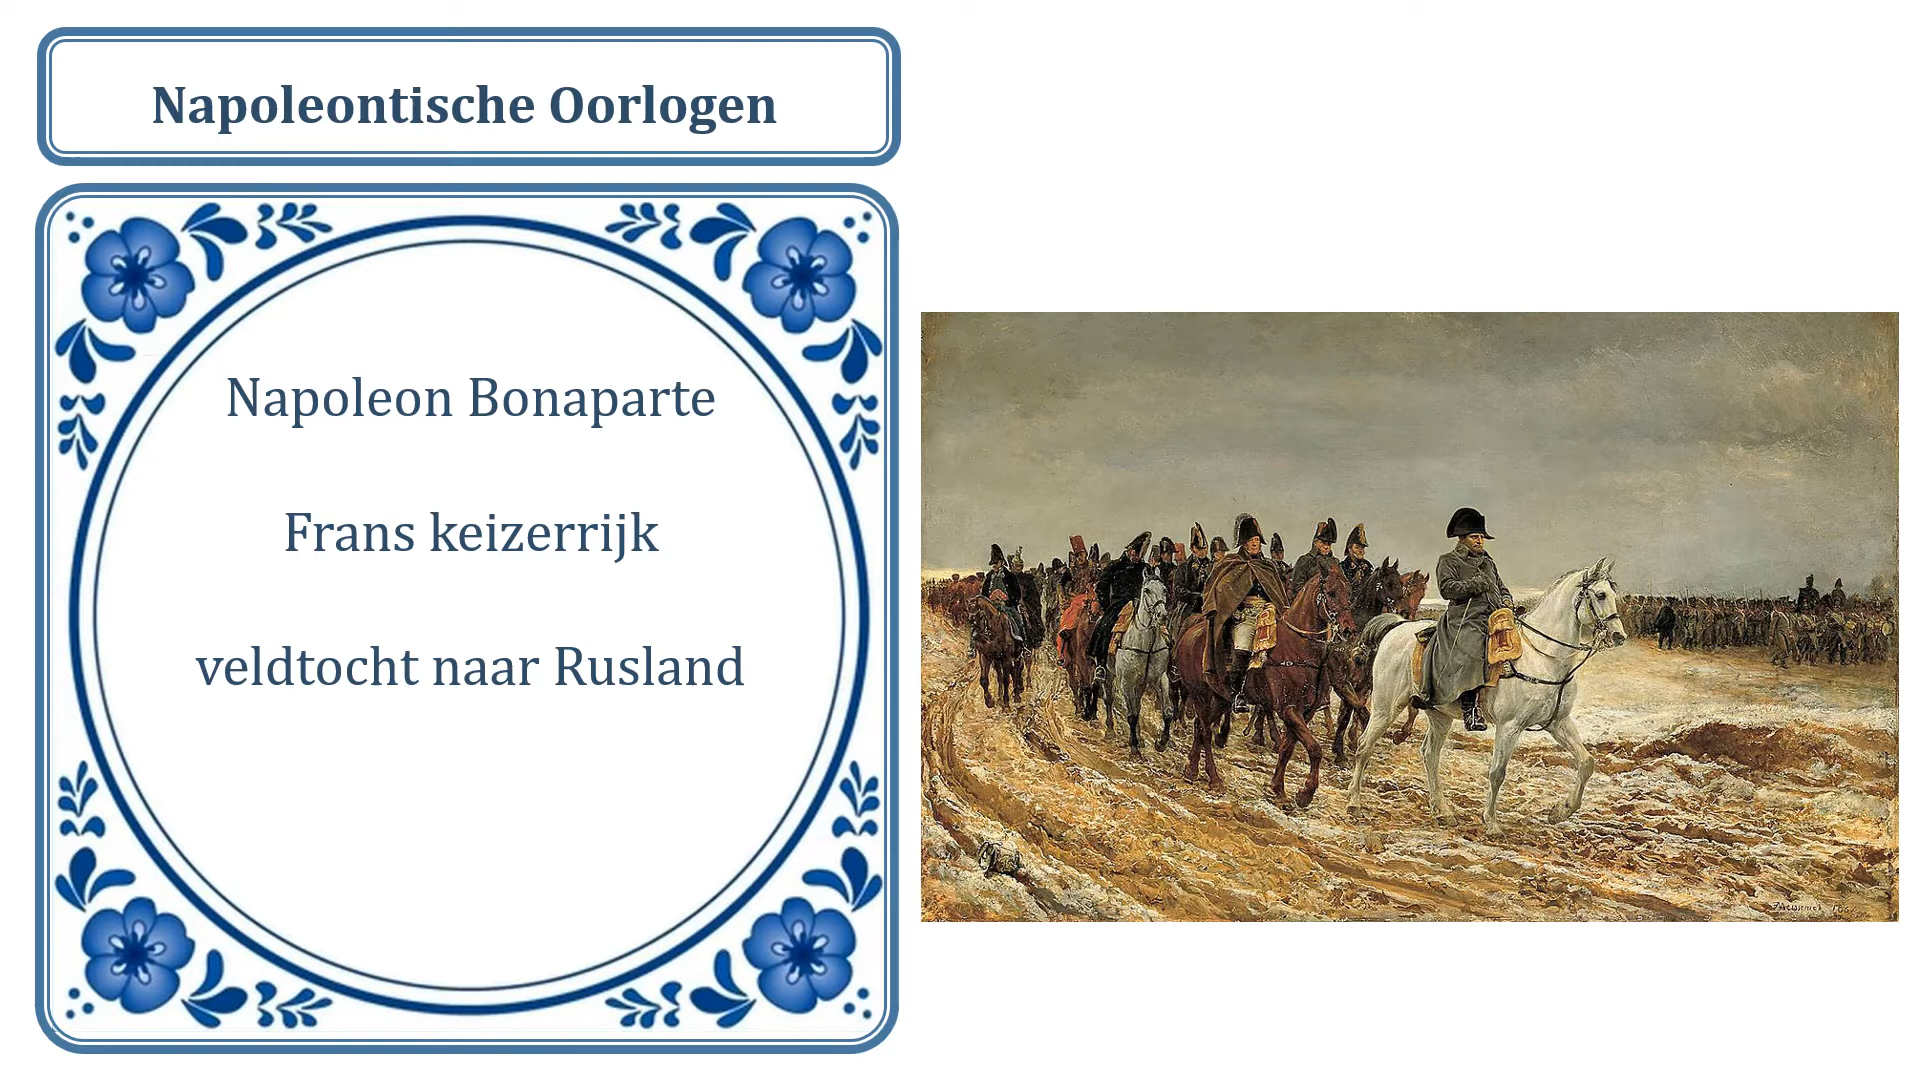 Napoleontische Oorlogen
Napoleon Bonaparte
Frans keizerrijk
veldtocht naar Rusland